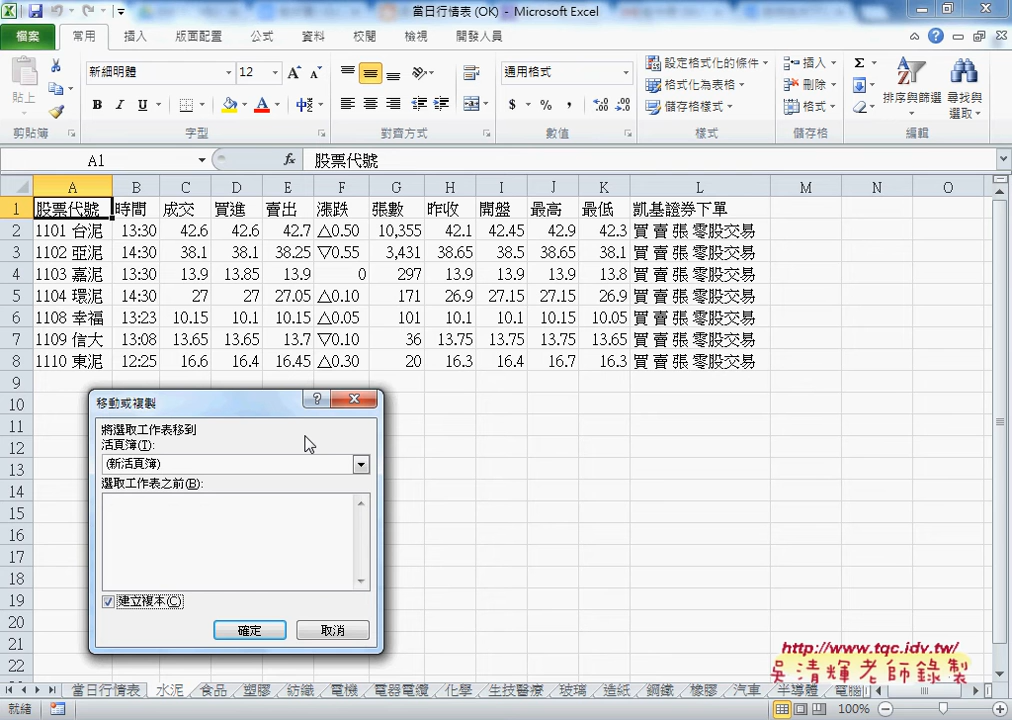 當日行情表 (OK) - Microsoft Excel
檔案 常用 插入 版面配置 公式 資料 校閱 檢視 開發人員
貼上 新細明體 12 通用格式 設定格式化的條件 插入 Σ
B I U 中文 $ % , 格式化為表格 刪除 排序與篩選 尋找與選取
儲存格樣式 格式
剪貼簿 字型 對齊方式 數值 樣式 儲存格 編輯
A1 fx 股票代號
A B C D E F G H I J K L M N O
1 股票代號 時間 成交 買進 賣出 漲跌 張數 昨收 開盤 最高 最低 凱基證券下單
2 1101 台泥 13:30 42.6 42.6 42.7 △0.50 10,355 42.1 42.45 42.9 42.3 買 賣 張 零股交易
3 1102 亞泥 14:30 38.1 38.1 38.25 ▽0.55 3,431 38.65 38.5 38.65 38.1 買 賣 張 零股交易
4 1103 嘉泥 13:30 13.9 13.85 13.9 0 297 13.9 13.9 13.9 13.8 買 賣 張 零股交易
5 1104 環泥 14:30 27 27 27.05 △0.10 171 26.9 27.15 27.15 26.9 買 賣 張 零股交易
6 1108 幸福 13:23 10.15 10.1 10.15 △0.05 101 10.1 10.1 10.15 10.05 買 賣 張 零股交易
7 1109 信大 13:08 13.65 13.65 13.7 ▽0.10 36 13.75 13.75 13.75 13.65 買 賣 張 零股交易
8 1110 東泥 12:25 16.6 16.4 16.45 △0.30 20 16.3 16.4 16.7 16.3 買 賣 張 零股交易
9
10
11
12
13
14
15
16
17
18
19
20
21
22
移動或複製
將選取工作表移到
活頁簿(T):
(新活頁簿)
選取工作表之前(B):
建立複本(C)
確定 取消
http://www.tqc.idv.tw/
吳清輝老師錄製
當日行情表 水泥 食品 塑膠 紡織 電機 電器電纜 化學 生技醫療 玻璃 造紙 鋼鐵 橡膠 汽車 半導體 電腦
就緒 100%